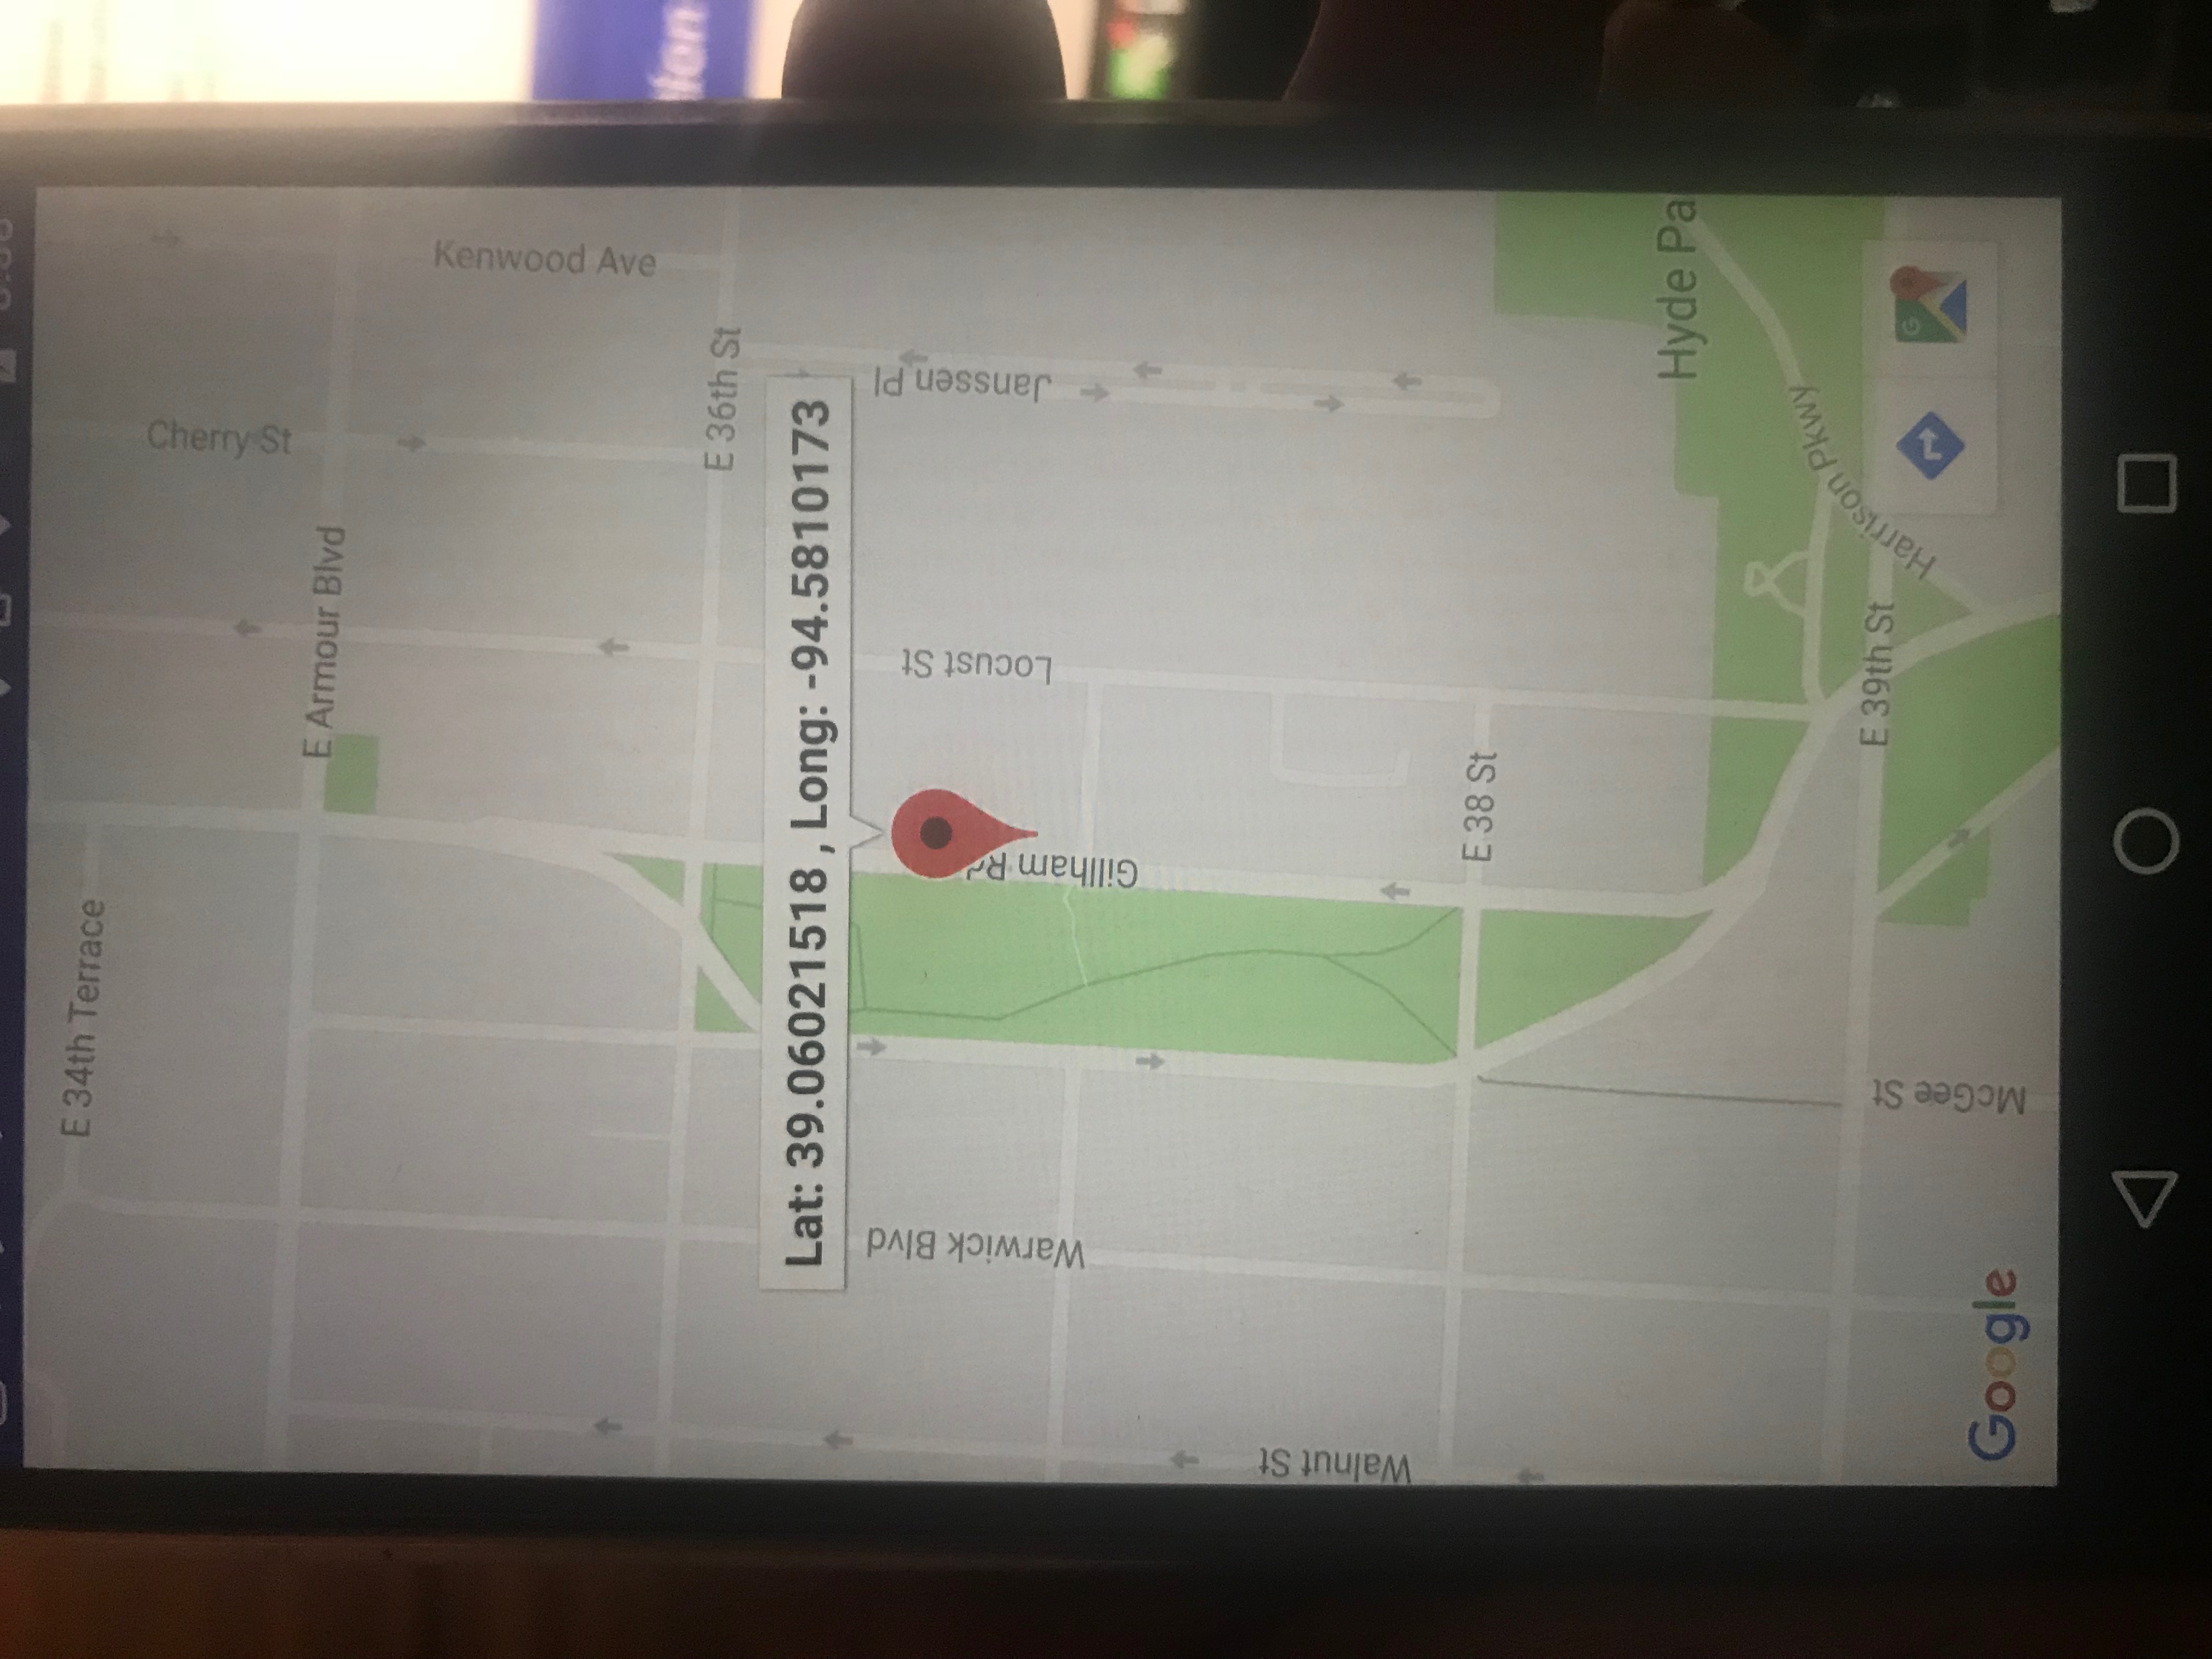 E 34th Terrace
Cherry St
E Armour Blvd
Kenwood Ave
E 36th St
Lat: 39.06021518 , Long: -94.5810173
Warwick Blvd
Gillham Rd
Locust St
Janssen Pl
Walnut St
E 38 St
Hyde Pa
Harrison Pkwy
E 39th St
McGee St
G
Google